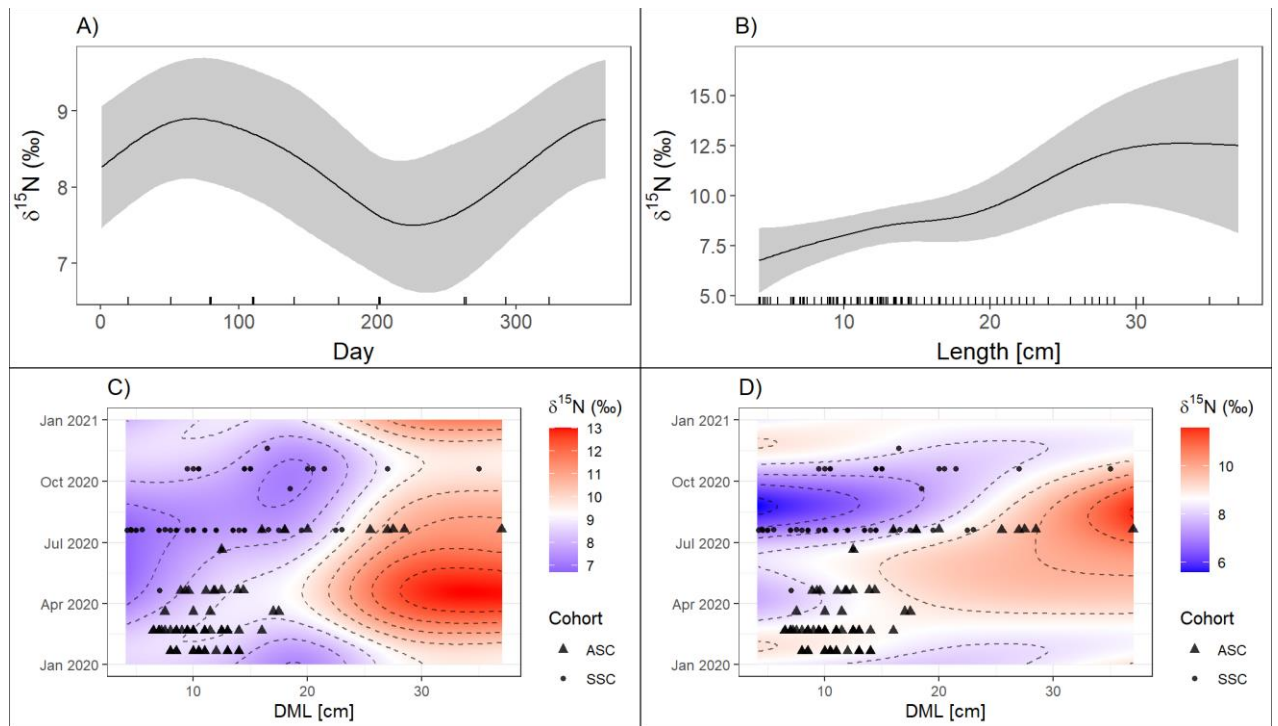 A)
δ¹⁵N (‰)
9
8
7
0
100
200
300
Day
B)
δ¹⁵N (‰)
15.0
12.5
10.0
7.5
5.0
10
20
30
Length [cm]
C)
Jan 2021
Oct 2020
Jul 2020
Apr 2020
Jan 2020
10
20
30
DML [cm]
δ¹⁵N (‰)
13
12
11
10
9
8
7
Cohort
ASC
SSC
D)
Jan 2021
Oct 2020
Jul 2020
Apr 2020
Jan 2020
10
20
30
DML [cm]
δ¹⁵N (‰)
10
8
6
Cohort
ASC
SSC